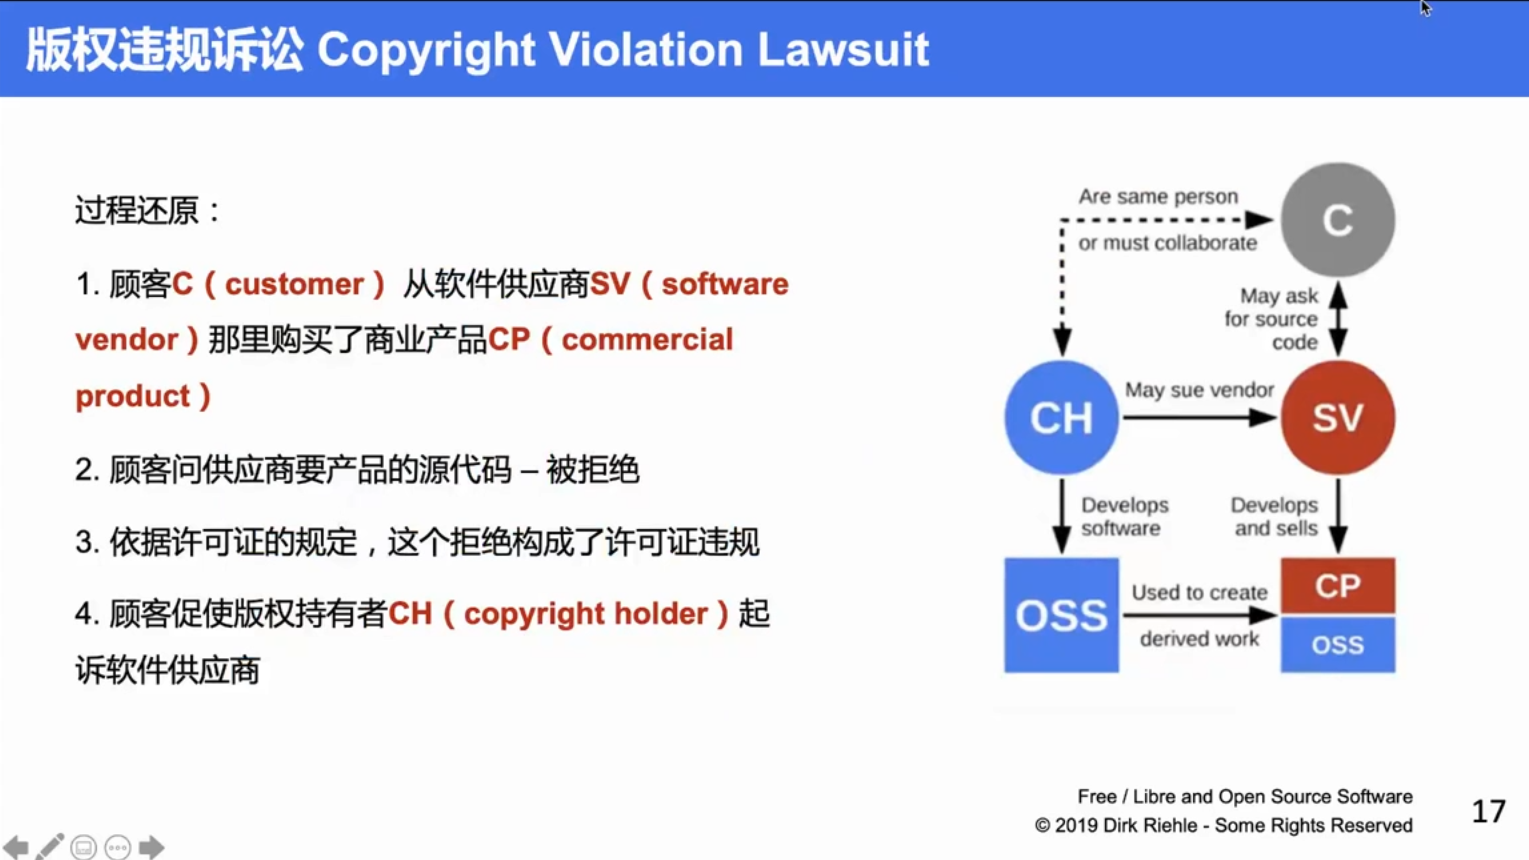 版权违规诉讼 Copyright Violation Lawsuit
过程还原：
1. 顾客C（customer） 从软件供应商SV（software
vendor）那里购买了商业产品CP（commercial
product）
2. 顾客问供应商要产品的源代码 – 被拒绝
3. 依据许可证的规定，这个拒绝构成了许可证违规
4. 顾客促使版权持有者CH（copyright holder）起
诉软件供应商
Are same person
or must collaborate
C
May ask
for source
code
CH
May sue vendor
SV
Develops
software
Develops
and sells
OSS
Used to create
derived work
CP
OSS
Free / Libre and Open Source Software
© 2019 Dirk Riehle - Some Rights Reserved
17